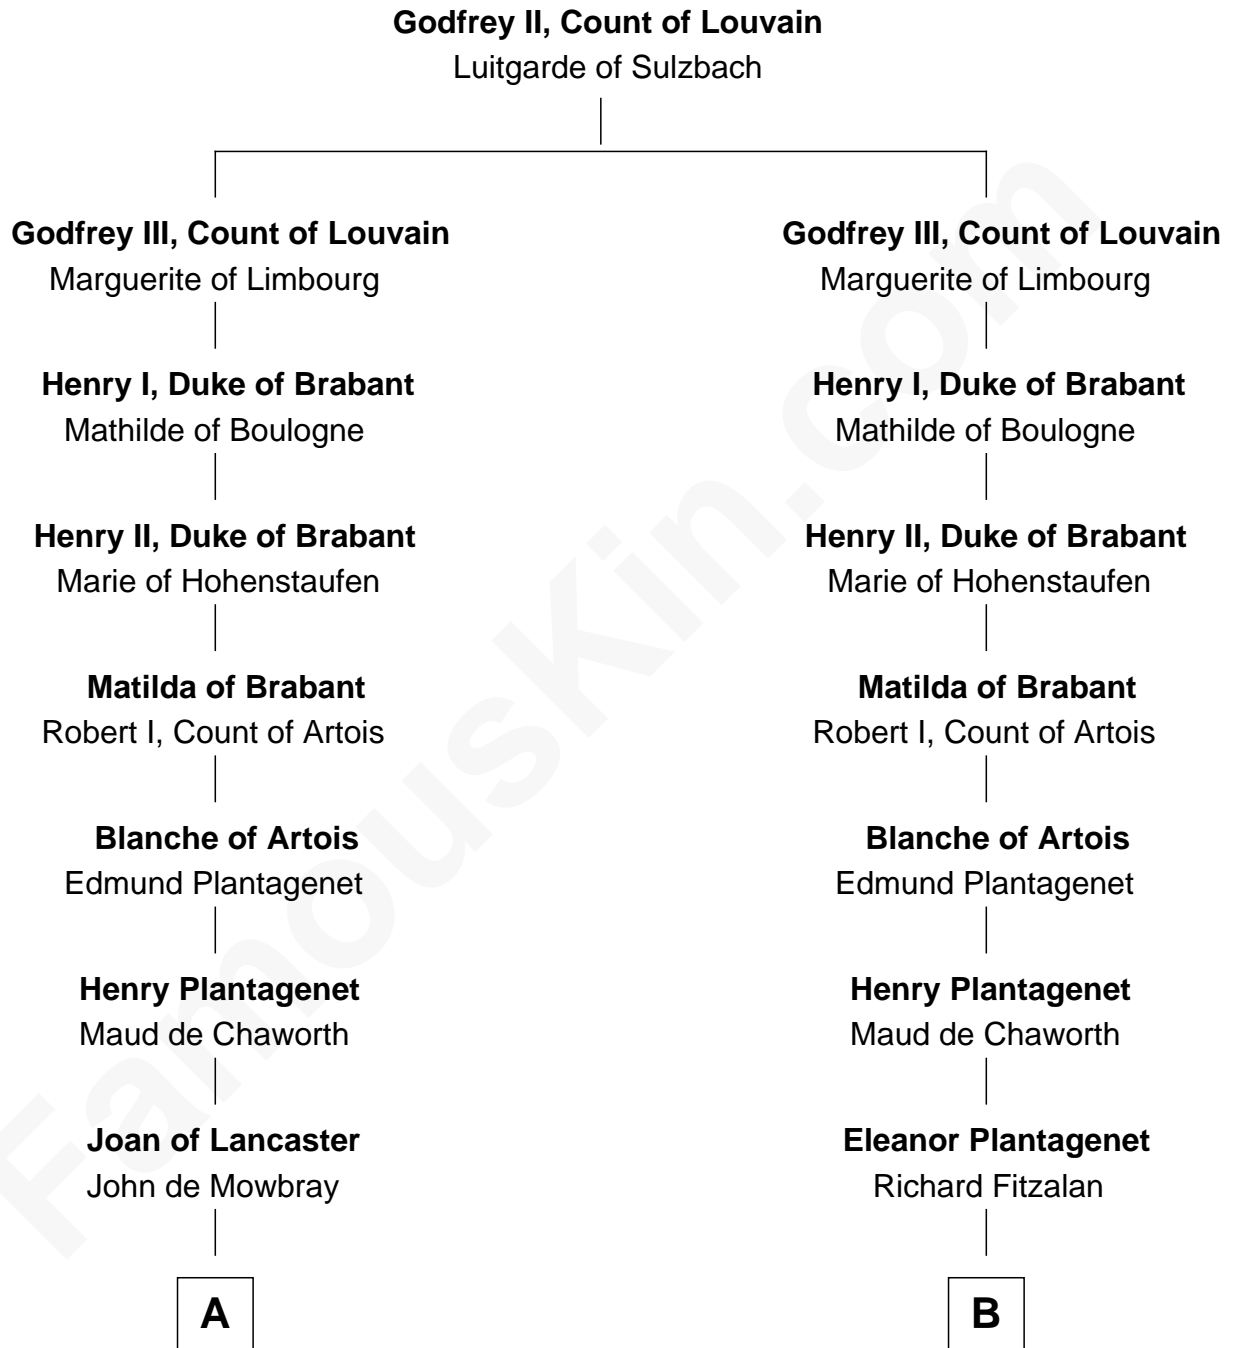 Godfrey II, Count of Louvain
Luitgarde of Sulzbach
Godfrey III, Count of Louvain
Marguerite of Limbourg
Godfrey III, Count of Louvain
Marguerite of Limbourg
Henry I, Duke of Brabant
Mathilde of Boulogne
Henry I, Duke of Brabant
Mathilde of Boulogne
Henry II, Duke of Brabant
Marie of Hohenstaufen
Henry II, Duke of Brabant
Marie of Hohenstaufen
Matilda of Brabant
Robert I, Count of Artois
Matilda of Brabant
Robert I, Count of Artois
Blanche of Artois
Edmund Plantagenet
Blanche of Artois
Edmund Plantagenet
Henry Plantagenet
Maud de Chaworth
Henry Plantagenet
Maud de Chaworth
Joan of Lancaster
John de Mowbray
Eleanor Plantagenet
Richard Fitzalan
A
B
FamousKin.com